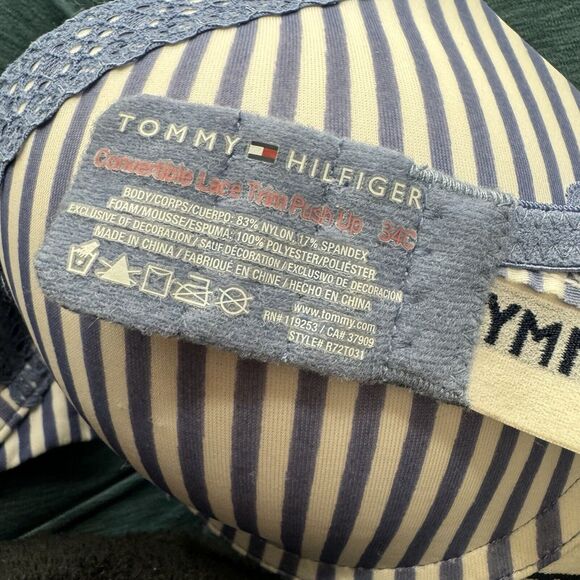 TOMMY HILFIGER
Convertible Lace Trim Push Up 34C
BODY/CORPS/CUERPO: 83% NYLON, 17% SPANDEX
FOAM/MOUSSE/ESPUMA: 100% POLYESTER/POLIÉSTER
EXCLUSIVE OF DECORATION / SAUF DÉCORATION / EXCLUSIVO DE DECORACIÓN
MADE IN CHINA / FABRIQUÉ EN CHINE / HECHO EN CHINA
www.tommy.com
RN# 119253 / CA# 37909
STYLE# R72T031
YMM